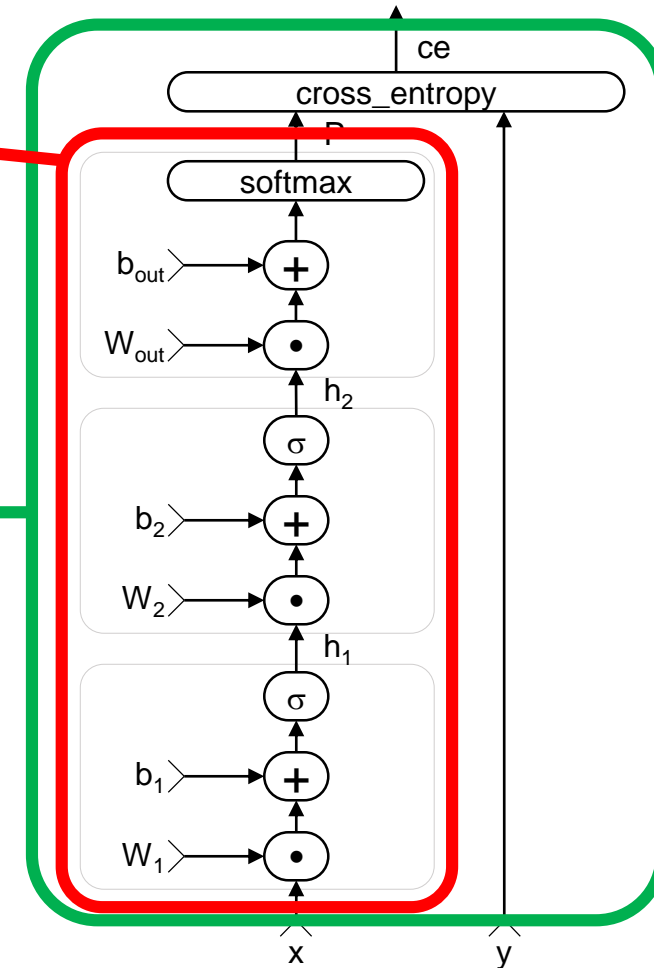 ce
cross_entropy
P
softmax
b_out
+
W_out
•
h_2
σ
b_2
+
W_2
•
h_1
σ
b_1
+
W_1
•
x y